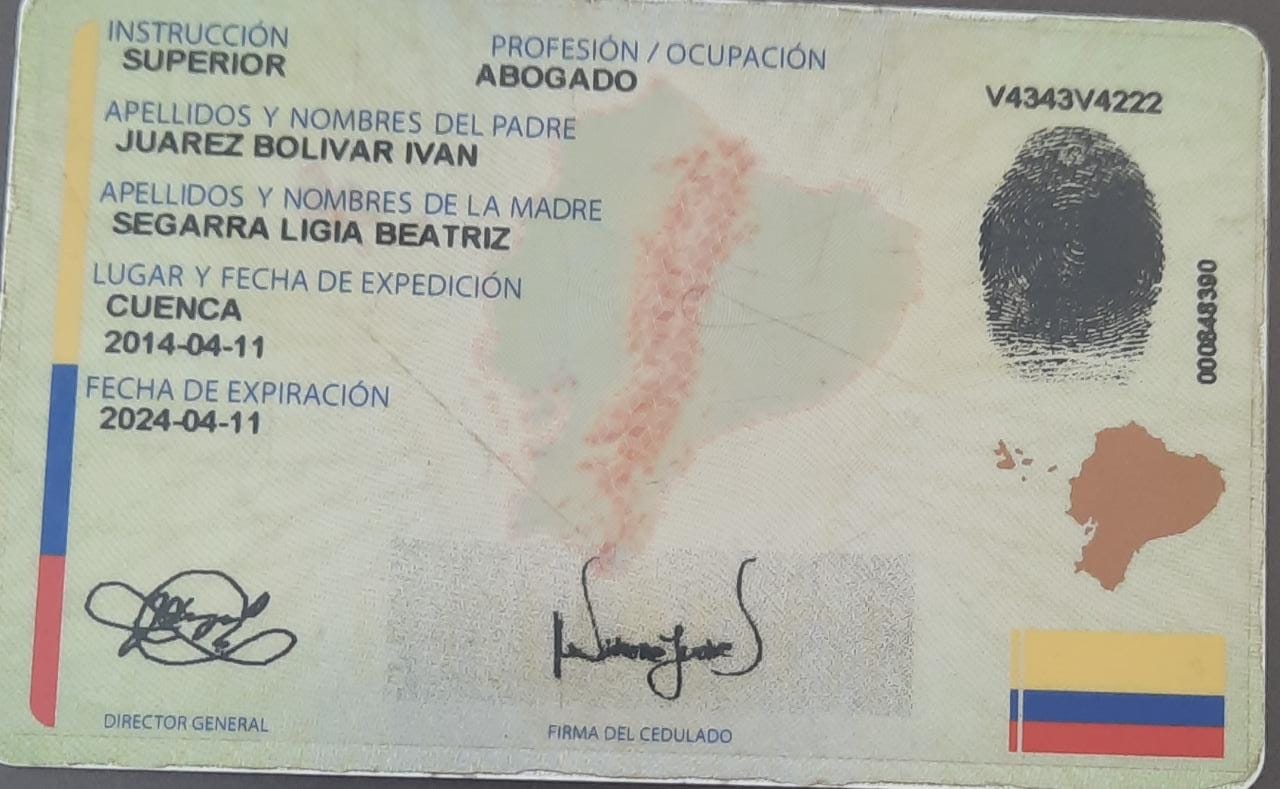 INSTRUCCIÓN
SUPERIOR
PROFESIÓN / OCUPACIÓN
ABOGADO
V4343V4222
APELLIDOS Y NOMBRES DEL PADRE
JUAREZ BOLIVAR IVAN
APELLIDOS Y NOMBRES DE LA MADRE
SEGARRA LIGIA BEATRIZ
LUGAR Y FECHA DE EXPEDICIÓN
CUENCA
2014-04-11
FECHA DE EXPIRACIÓN
2024-04-11
000848390
DIRECTOR GENERAL
FIRMA DEL CEDULADO